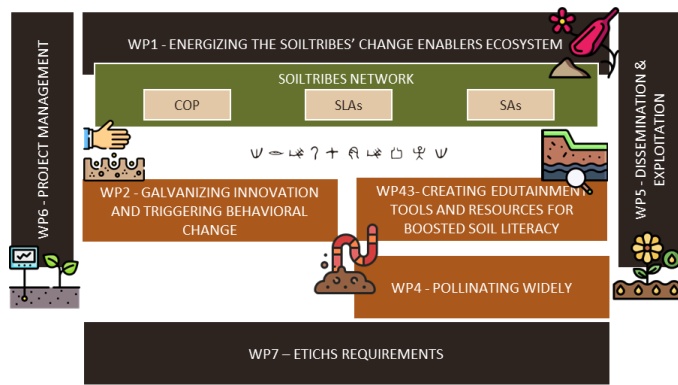 WP1 - ENERGIZING THE SOILTRIBES' CHANGE ENABLERS ECOSYSTEM
SOILTRIBES NETWORK
COP
SLAs
SAs
WP6 - PROJECT MANAGEMENT
WP5 - DISSEMINATION &
EXPLOITATION
WP2 - GALVANIZING INNOVATION
AND TRIGGERING BEHAVIORAL
CHANGE
WP43- CREATING EDUTAINMENT
TOOLS AND RESOURCES FOR
BOOSTED SOIL LITERACY
WP4 - POLLINATING WIDELY
WP7 – ETICHS REQUIREMENTS